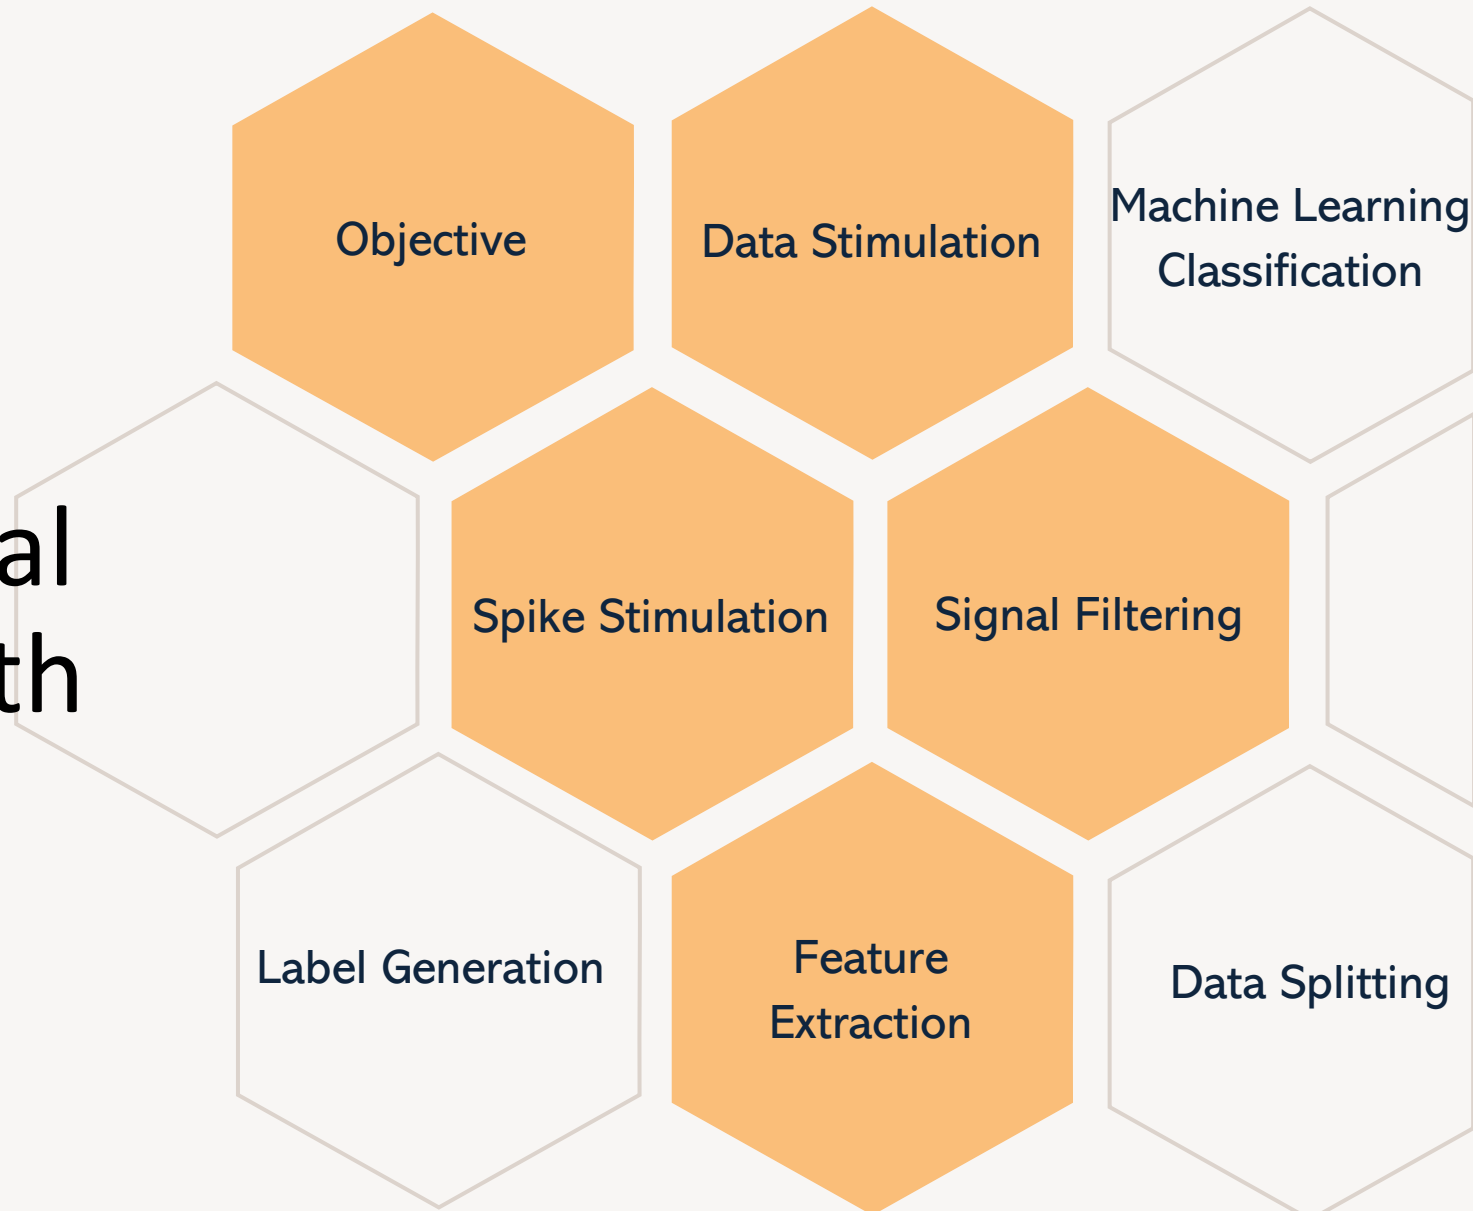 Objective
Data Stimulation
Machine Learning
Classification
al
th
Spike Stimulation
Signal Filtering
Label Generation
Feature
Extraction
Data Splitting